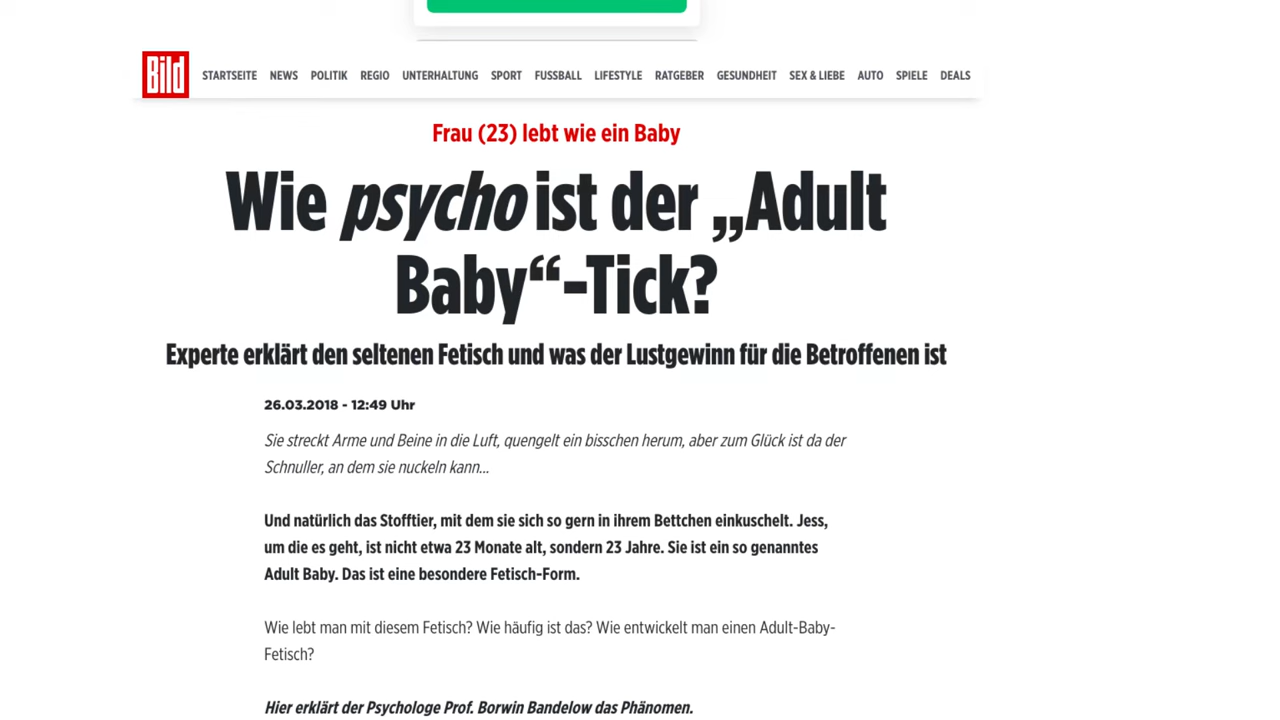 Bild STARTSEITE NEWS POLITIK REGIO UNTERHALTUNG SPORT FUSSBALL LIFESTYLE RATGEBER GESUNDHEIT SEX & LIEBE AUTO SPIELE DEALS
Frau (23) lebt wie ein Baby
Wie psycho ist der „Adult
Baby“-Tick?
Experte erklärt den seltenen Fetisch und was der Lustgewinn für die Betroffenen ist
26.03.2018 - 12:49 Uhr
Sie streckt Arme und Beine in die Luft, quengelt ein bisschen herum, aber zum Glück ist da der
Schnuller, an dem sie nuckeln kann...
Und natürlich das Stofftier, mit dem sie sich so gern in ihrem Bettchen einkuschelt. Jess,
um die es geht, ist nicht etwa 23 Monate alt, sondern 23 Jahre. Sie ist ein so genanntes
Adult Baby. Das ist eine besondere Fetisch-Form.
Wie lebt man mit diesem Fetisch? Wie häufig ist das? Wie entwickelt man einen Adult-Baby-
Fetisch?
Hier erklärt der Psychologe Prof. Borwin Bandelow das Phänomen.